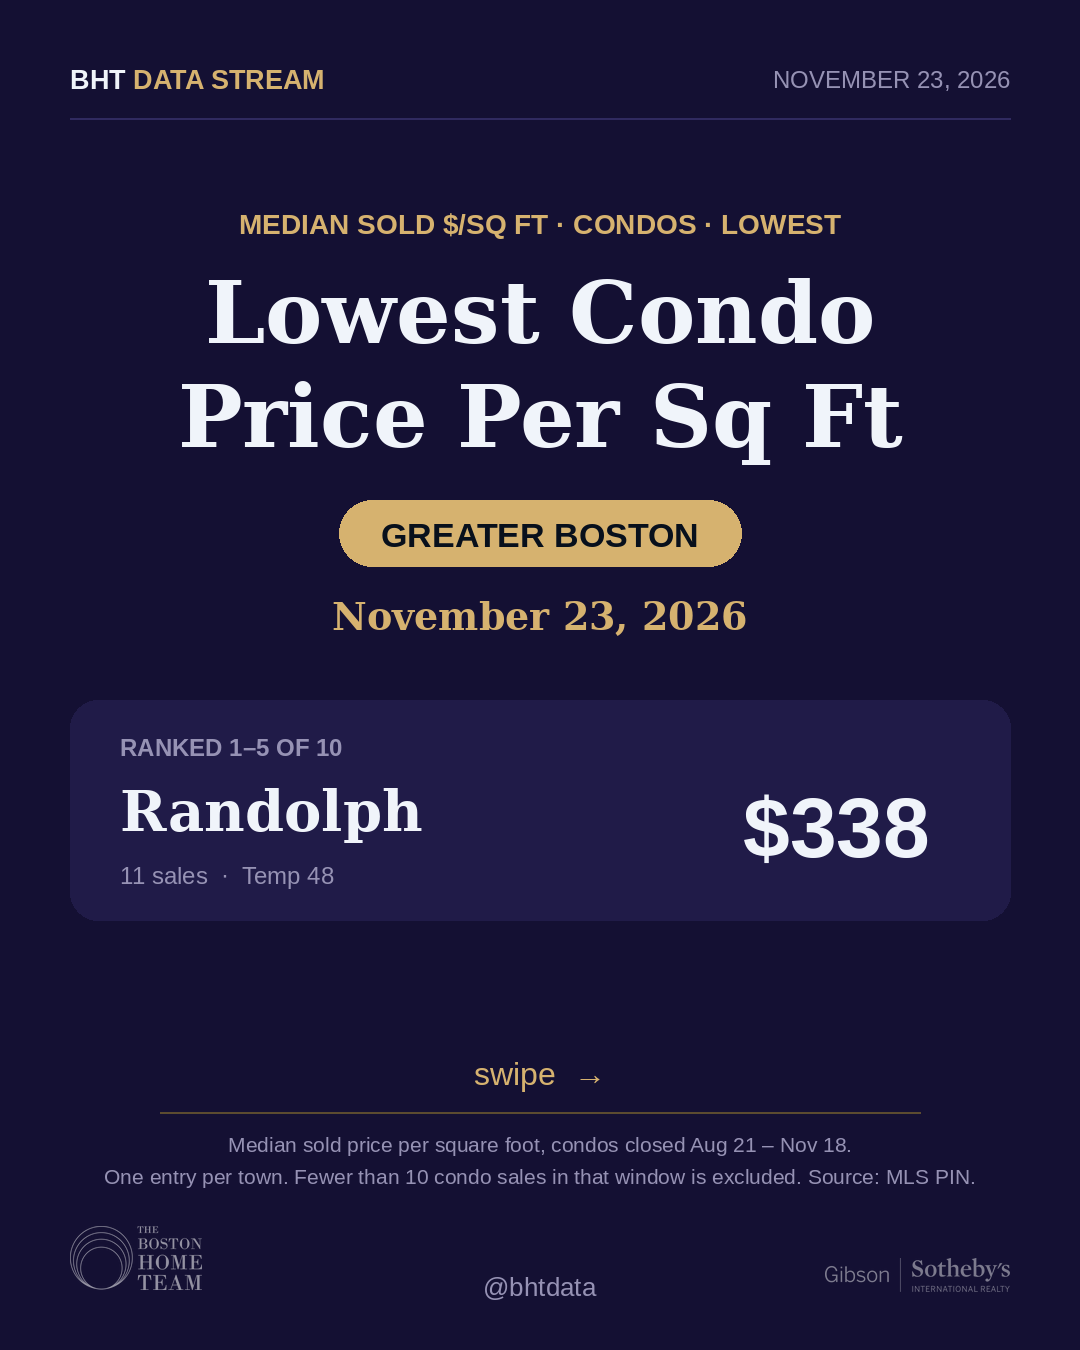 BHT DATA STREAM
NOVEMBER 23, 2026
MEDIAN SOLD $/SQ FT · CONDOS · LOWEST
Lowest Condo
Price Per Sq Ft
GREATER BOSTON
November 23, 2026
RANKED 1–5 OF 10
Randolph
$338
11 sales · Temp 48
swipe →
Median sold price per square foot, condos closed Aug 21 – Nov 18.
One entry per town. Fewer than 10 condo sales in that window is excluded. Source: MLS PIN.
THE
BOSTON
HOME
TEAM
@bhtdata
Gibson
Sotheby's
INTERNATIONAL REALTY